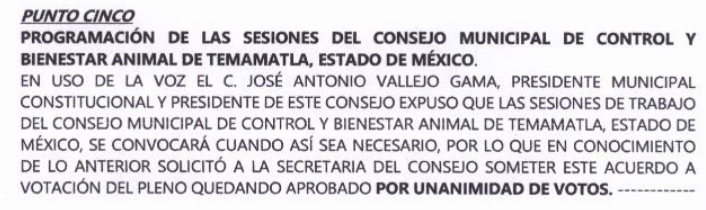 PUNTO CINCO
PROGRAMACIÓN DE LAS SESIONES DEL CONSEJO MUNICIPAL DE CONTROL Y
BIENESTAR ANIMAL DE TEMAMATLA, ESTADO DE MÉXICO.
EN USO DE LA VOZ EL C. JOSÉ ANTONIO VALLEJO GAMA, PRESIDENTE MUNICIPAL
CONSTITUCIONAL Y PRESIDENTE DE ESTE CONSEJO EXPUSO QUE LAS SESIONES DE TRABAJO
DEL CONSEJO MUNICIPAL DE CONTROL Y BIENESTAR ANIMAL DE TEMAMATLA, ESTADO DE
MÉXICO, SE CONVOCARÁ CUANDO ASÍ SEA NECESARIO, POR LO QUE EN CONOCIMIENTO
DE LO ANTERIOR SOLICITÓ A LA SECRETARIA DEL CONSEJO SOMETER ESTE ACUERDO A
VOTACIÓN DEL PLENO QUEDANDO APROBADO POR UNANIMIDAD DE VOTOS. ------------